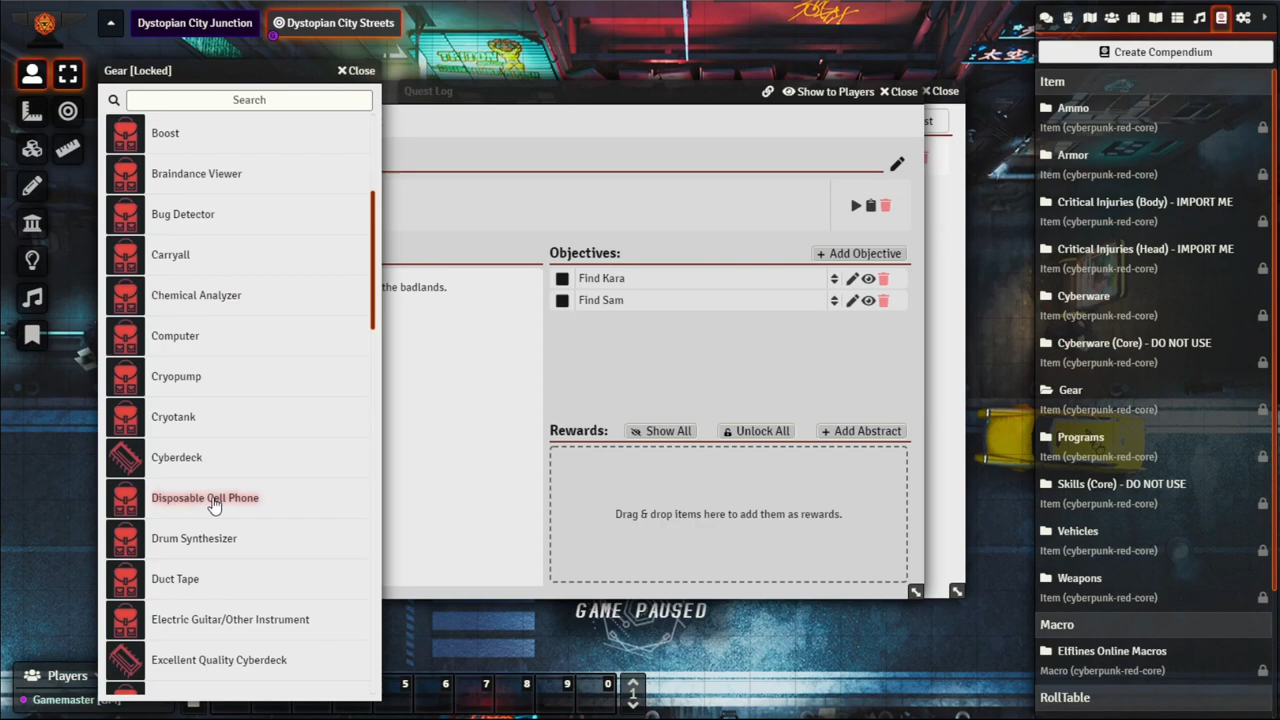 Dystopian City Junction
Dystopian City Streets
G
Gear [Locked]
Close
Search
Boost
Braindance Viewer
Bug Detector
Carryall
Chemical Analyzer
Computer
Cryopump
Cryotank
Cyberdeck
Disposable Cell Phone
Drum Synthesizer
Duct Tape
Electric Guitar/Other Instrument
Excellent Quality Cyberdeck
Quest Log
Show to Players
Close
Close
st
the badlands.
Objectives:
+ Add Objective
Find Kara
Find Sam
Rewards:
Show All
Unlock All
+ Add Abstract
Drag & drop items here to add them as rewards.
GAME PAUSED
Players
Gamemaster
5 6 7 8 9 0
1
Create Compendium
Item
Ammo
Item (cyberpunk-red-core)
Armor
Item (cyberpunk-red-core)
Critical Injuries (Body) - IMPORT ME
Item (cyberpunk-red-core)
Critical Injuries (Head) - IMPORT ME
Item (cyberpunk-red-core)
Cyberware
Item (cyberpunk-red-core)
Cyberware (Core) - DO NOT USE
Item (cyberpunk-red-core)
Gear
Item (cyberpunk-red-core)
Programs
Item (cyberpunk-red-core)
Skills (Core) - DO NOT USE
Item (cyberpunk-red-core)
Vehicles
Item (cyberpunk-red-core)
Weapons
Item (cyberpunk-red-core)
Macro
Elflines Online Macros
Macro (cyberpunk-red-core)
RollTable